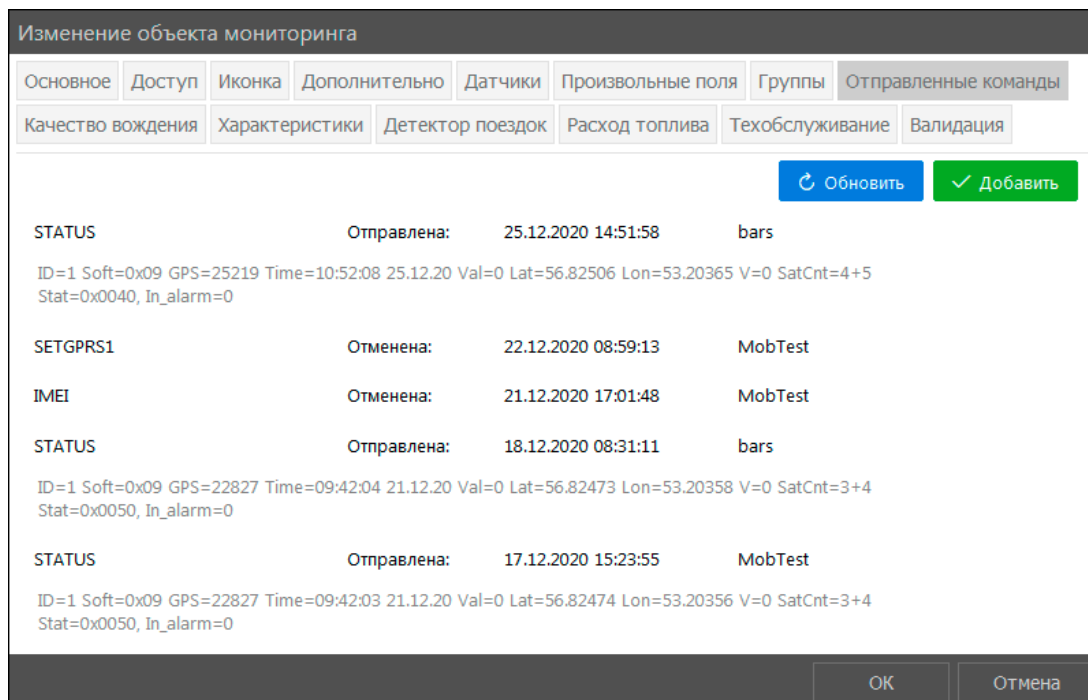 Изменение объекта мониторинга
Основное Доступ Иконка Дополнительно Датчики Произвольные поля Группы Отправленные команды
Качество вождения Характеристики Детектор поездок Расход топлива Техобслуживание Валидация
Обновить Добавить
STATUS Отправлена: 25.12.2020 14:51:58 bars
ID=1 Soft=0x09 GPS=25219 Time=10:52:08 25.12.20 Val=0 Lat=56.82506 Lon=53.20365 V=0 SatCnt=4+5
Stat=0x0040, In_alarm=0
SETGPRS1 Отменена: 22.12.2020 08:59:13 MobTest
IMEI Отменена: 21.12.2020 17:01:48 MobTest
STATUS Отправлена: 18.12.2020 08:31:11 bars
ID=1 Soft=0x09 GPS=22827 Time=09:42:04 21.12.20 Val=0 Lat=56.82473 Lon=53.20358 V=0 SatCnt=3+4
Stat=0x0050, In_alarm=0
STATUS Отправлена: 17.12.2020 15:23:55 MobTest
ID=1 Soft=0x09 GPS=22827 Time=09:42:03 21.12.20 Val=0 Lat=56.82474 Lon=53.20356 V=0 SatCnt=3+4
Stat=0x0050, In_alarm=0
OK Отмена